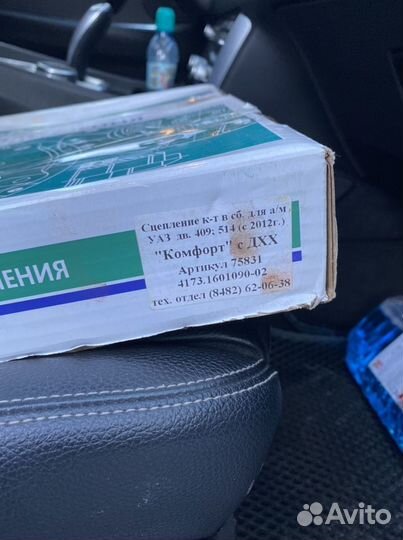 Сцепление к-т в сб. для а/м
УАЗ дв. 409; 514 (с 2012г.)
"Комфорт" с ДХХ
Артикул 75831
4173.1601090-02
тех. отдел (8482) 62-06-38
ЕНИЯ
Avito